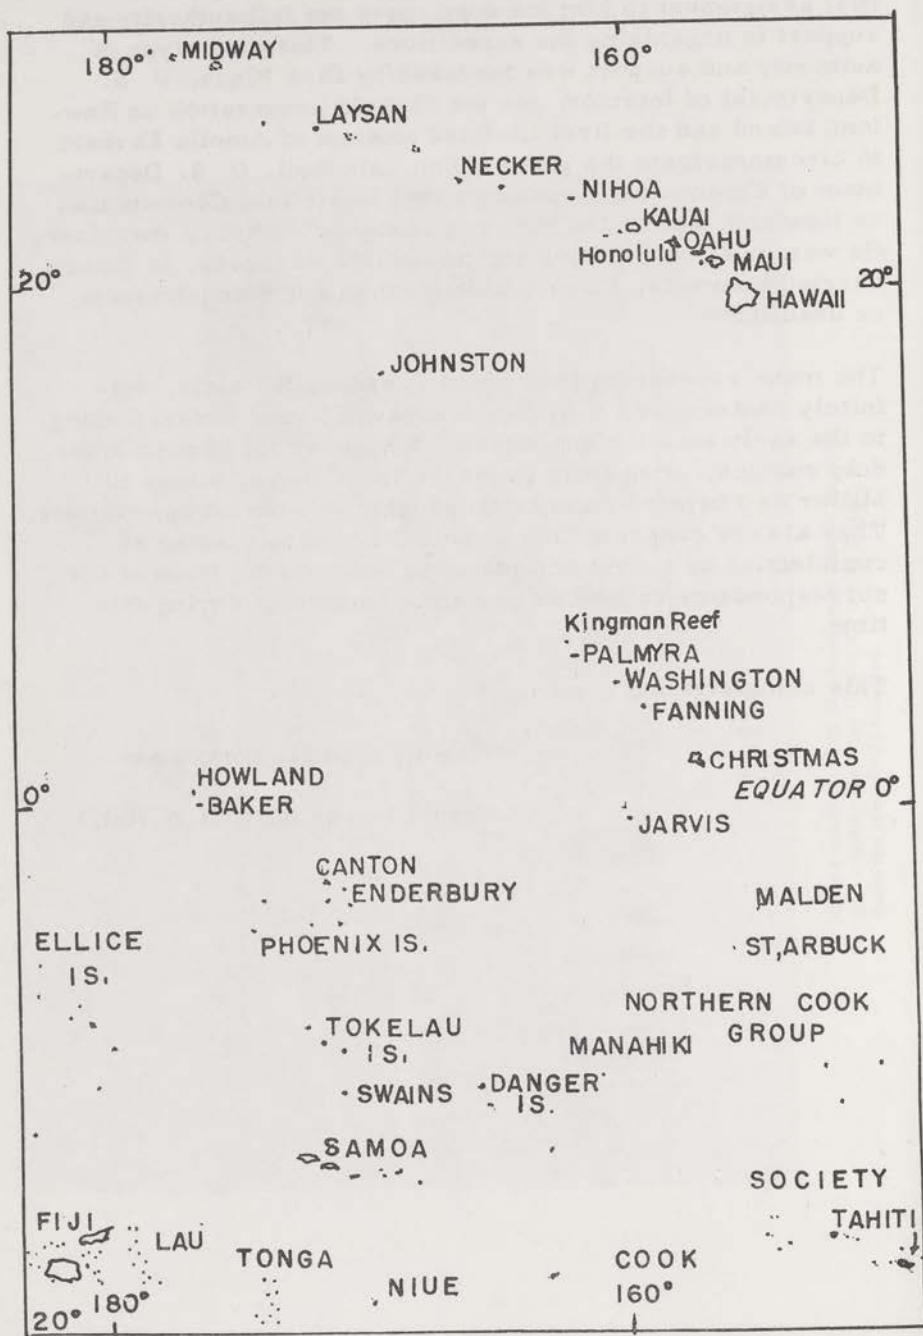 180°
160°
MIDWAY
LAYSAN
NECKER
NIHOA
KAUAI
Honolulu
OAHU
MAUI
20°
20°
HAWAII
JOHNSTON
Kingman Reef
PALMYRA
WASHINGTON
FANNING
CHRISTMAS
HOWLAND
0°
BAKER
EQUATOR 0°
JARVIS
CANTON
ENDERBURY
MALDEN
ELLICE
IS.
PHOENIX IS.
ST,ARBUCK
NORTHERN COOK
GROUP
TOKELAU
IS.
MANAHIKI
SWAINS
DANGER
IS.
SAMOA
SOCIETY
FIJI
LAU
TAHITI
TONGA
COOK
NIUE
160°
180°
20°